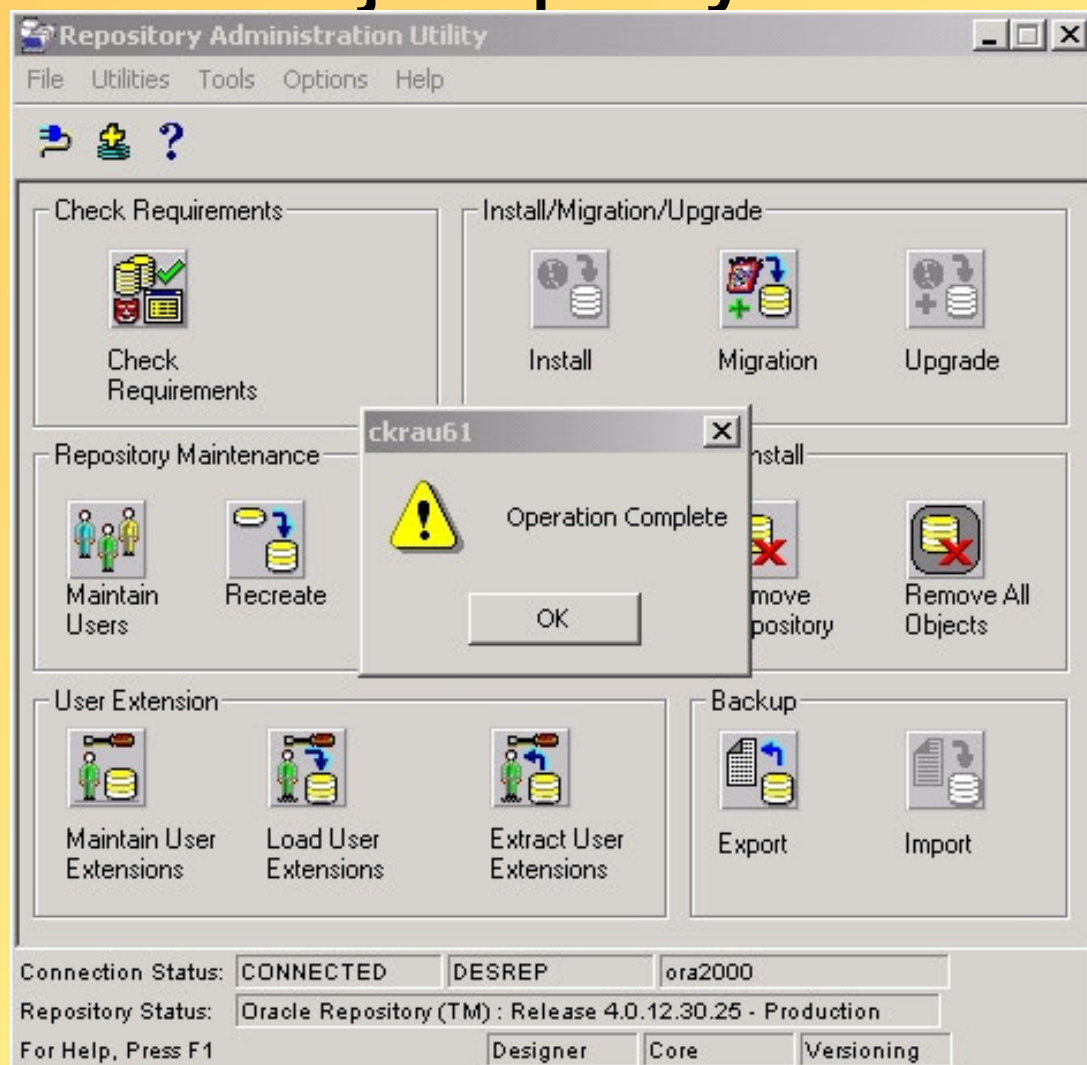 Repository Administration Utility
File Utilities Tools Options Help
Check Requirements
Install/Migration/Upgrade
Check
Requirements
Install
Migration
Upgrade
Repository Maintenance
nstall
Maintain
Users
Recreate
move
pository
Remove All
Objects
ckrau61
Operation Complete
OK
User Extension
Backup
Maintain User
Extensions
Load User
Extensions
Extract User
Extensions
Export
Import
Connection Status: CONNECTED DESREP ora2000
Repository Status: Oracle Repository (TM) : Release 4.0.12.30.25 - Production
For Help, Press F1 Designer Core Versioning